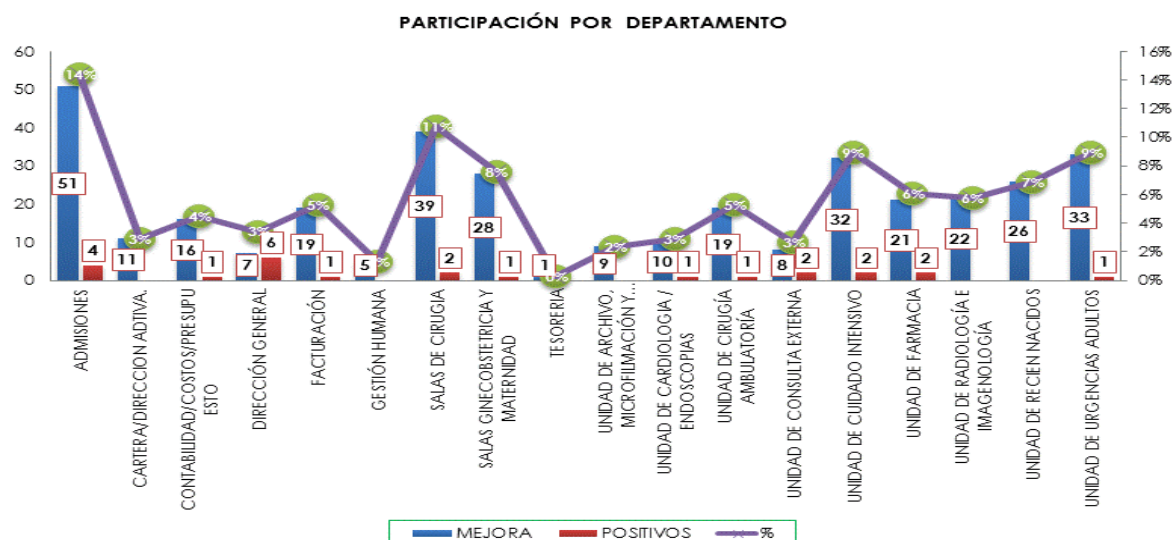 PARTICIPACIÓN POR DEPARTAMENTO
60
50
40
30
20
10
0
16%
14%
12%
10%
8%
6%
4%
2%
0%
14%
3%
4%
3%
5%
%
11%
8%
0%
2%
3%
5%
3%
9%
6%
6%
7%
9%
51
4
11
16
1
7
6
19
1
5
39
2
28
1
1
9
10
1
19
1
8
2
32
2
21
2
22
26
33
1
ADMISIONES
CARTERA/DIRECCION ADTIVA.
CONTABILIDAD/COSTOS/PRESUPU
ESTO
DIRECCIÓN GENERAL
FACTURACIÓN
GESTIÓN HUMANA
SALAS DE CIRUGIA
SALAS GINECOBSTETRICIA Y
MATERNIDAD
TESORERIA
UNIDAD DE ARCHIVO,
MICROFILMACIÓN Y...
UNIDAD DE CARDIOLOGIA /
ENDOSCOPIAS
UNIDAD DE CIRUGÍA
AMBULATORÍA
UNIDAD DE CONSULTA EXTERNA
UNIDAD DE CUIDADO INTENSIVO
UNIDAD DE FARMACIA
UNIDAD DE RADIOLOGÍA E
IMAGENOLOGÍA
UNIDAD DE RECIEN NACIDOS
UNIDAD DE URGENCIAS ADULTOS
MEJORA
POSITIVOS
%